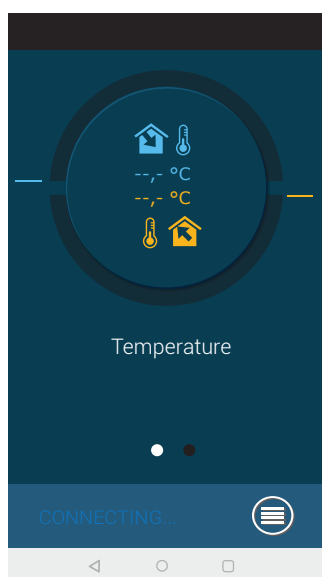 --,- °C
--,- °C
Temperature
CONNECTING...